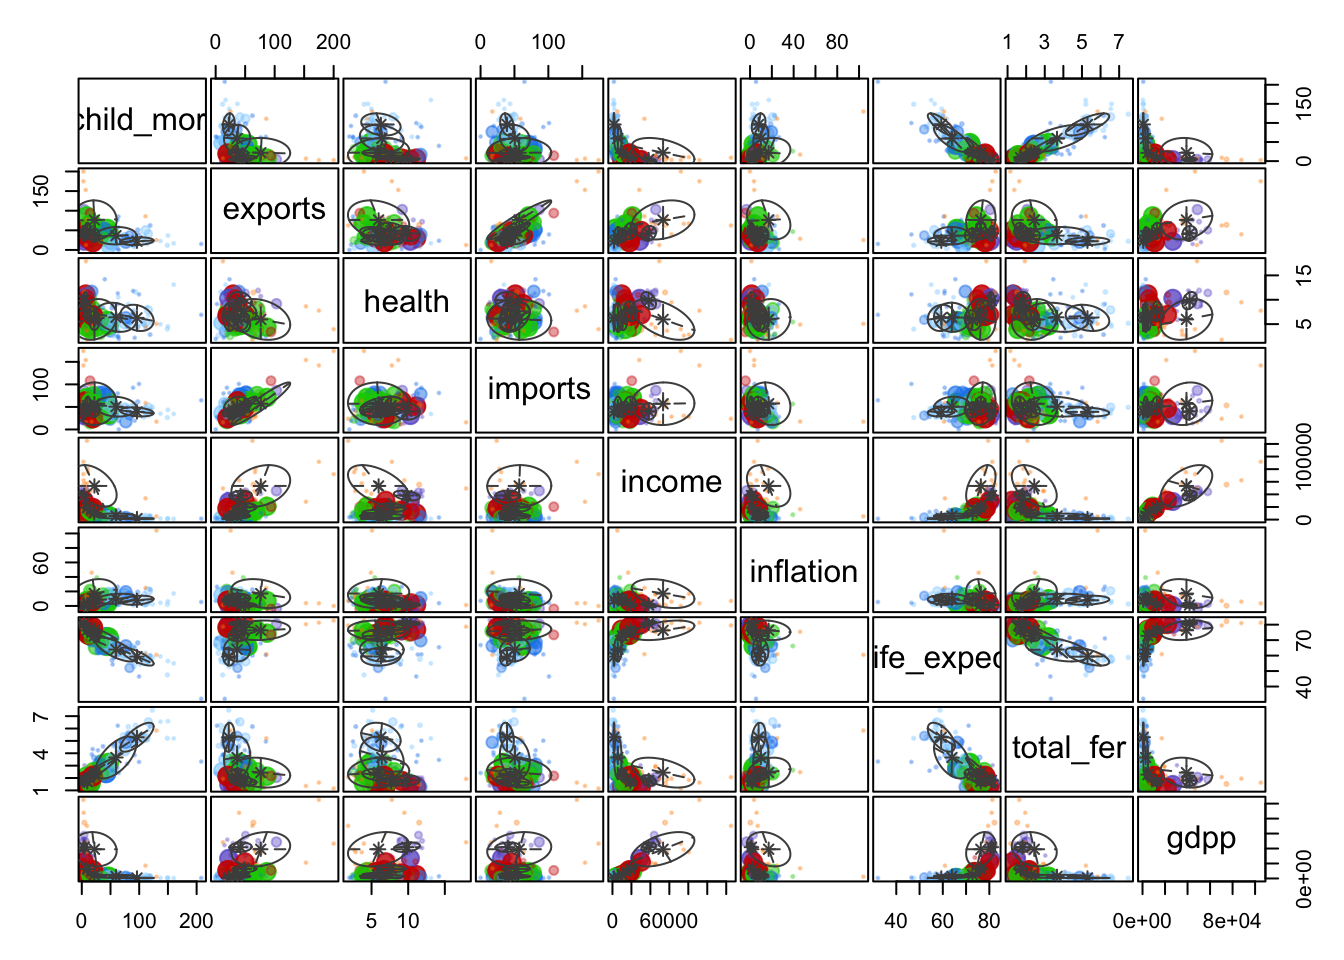 0 100 200 0 100 0 40 80 1 3 5 7
child_mor 150 0
150 0 exports
health 15 5
100 0 imports
income 100000 0
60 0 inflation
life_expec 70 40
7 4 1 total_fer
gdpp 0e+00
0 100 200 5 10 0 60000 40 60 80 0e+00 8e+04